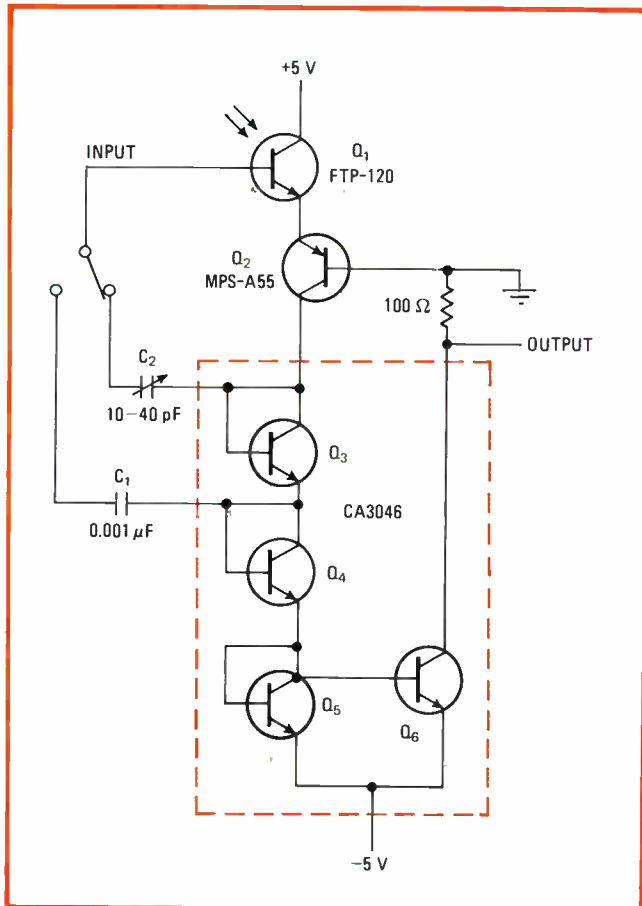 +5 V
INPUT
Q1
FTP-120
Q2
MPS-A55
100 Ω
OUTPUT
C2
10–40 pF
Q3
C1
0.001 μF
CA3046
Q4
Q5
Q6
−5 V